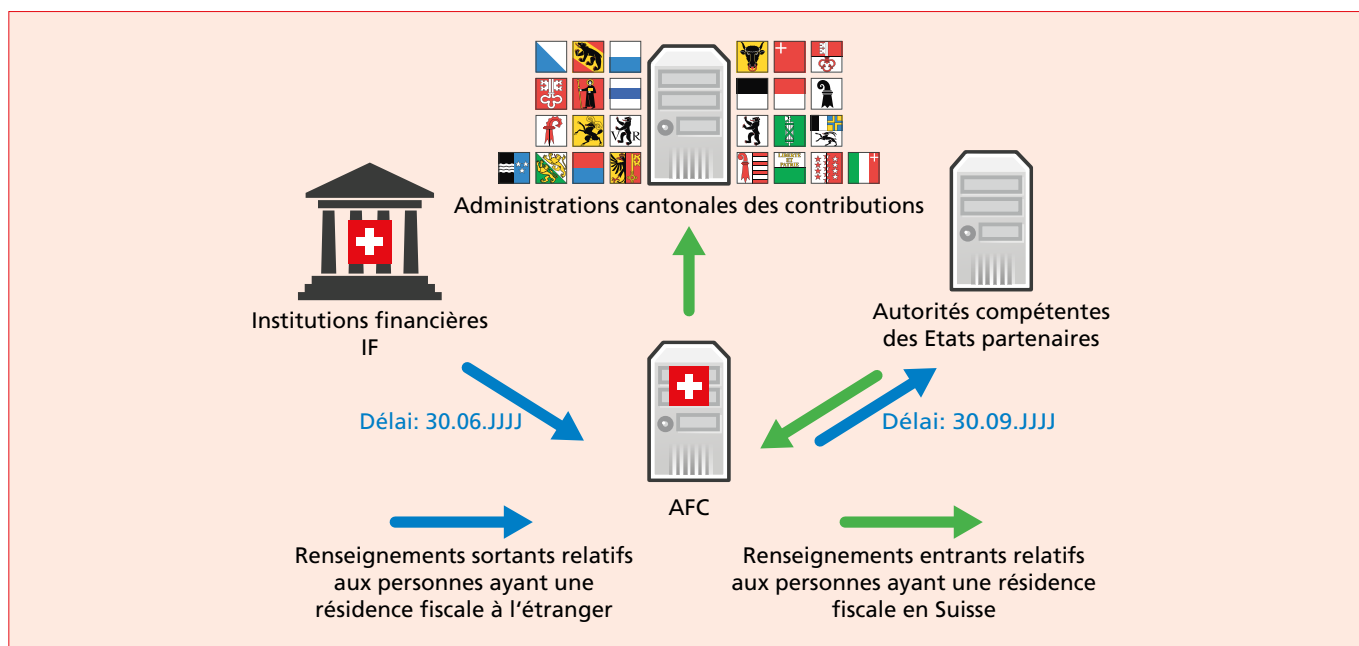 Administrations cantonales des contributions
Institutions financières
IF
Autorités compétentes
des Etats partenaires
Délai: 30.06.JJJJ
Délai: 30.09.JJJJ
AFC
Renseignements sortants relatifs
aux personnes ayant une
résidence fiscale à l'étranger
Renseignements entrants relatifs
aux personnes ayant une résidence
fiscale en Suisse